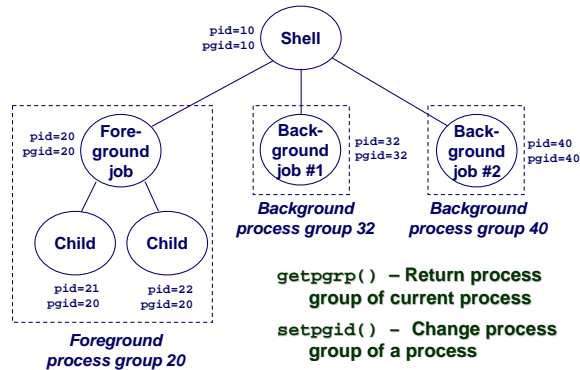 pid=10
pgid=10
Shell
pid=20
pgid=20
Fore-
ground
job
Back-
ground
job #1
pid=32
pgid=32
Back-
ground
job #2
pid=40
pgid=40
Background
process group 32
Background
process group 40
Child
Child
pid=21
pgid=20
pid=22
pgid=20
Foreground
process group 20
getpgrp() – Return process
group of current process
setpgid() – Change process
group of a process